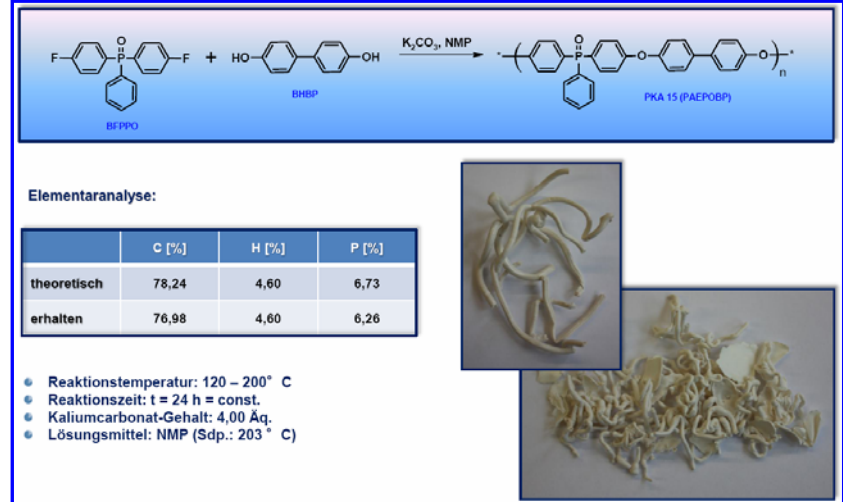 O
K₂CO₃, NMP
O
F P F + HO OH * ( P O O ) * n
BHBP
PKA 15 (PAEPOBP)
BFPPO
Elementaranalyse:
C [%] H [%] P [%]
theoretisch 78,24 4,60 6,73
erhalten 76,98 4,60 6,26
Reaktionstemperatur: 120 – 200° C
Reaktionszeit: t = 24 h = const.
Kaliumcarbonat-Gehalt: 4,00 Äq.
Lösungsmittel: NMP (Sdp.: 203 ° C)